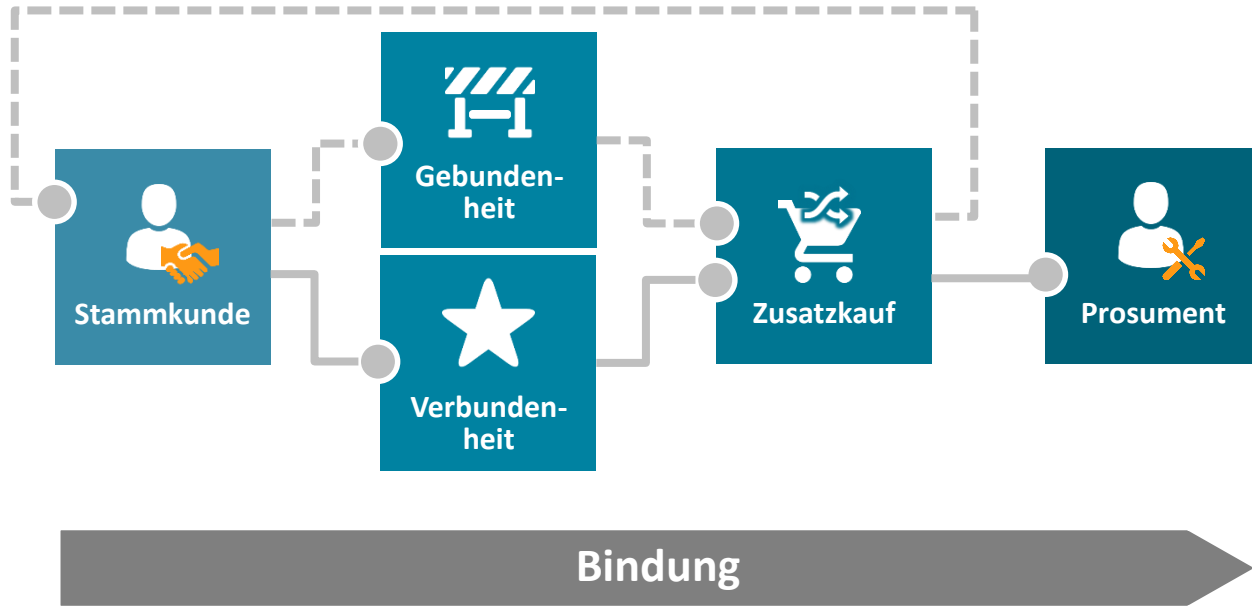 Gebunden-
heit
Stammkunde
Zusatzkauf
Prosument
Verbunden-
heit
Bindung